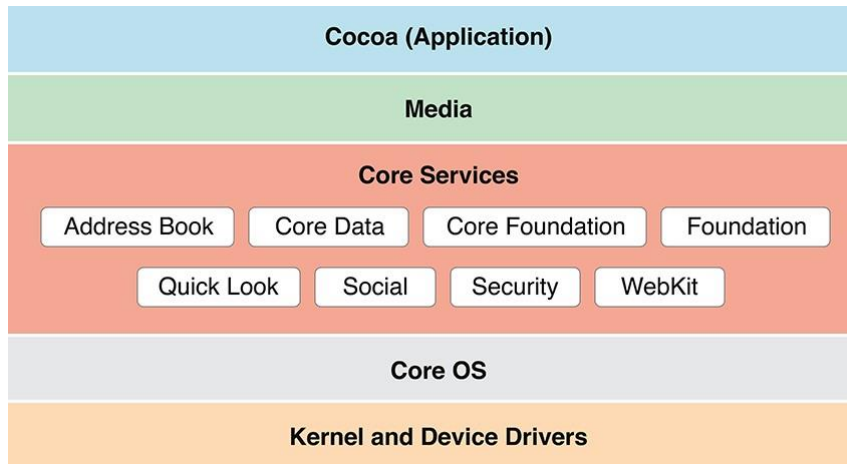 Cocoa (Application)
Media
Core Services
Address Book Core Data Core Foundation Foundation
Quick Look Social Security WebKit
Core OS
Kernel and Device Drivers